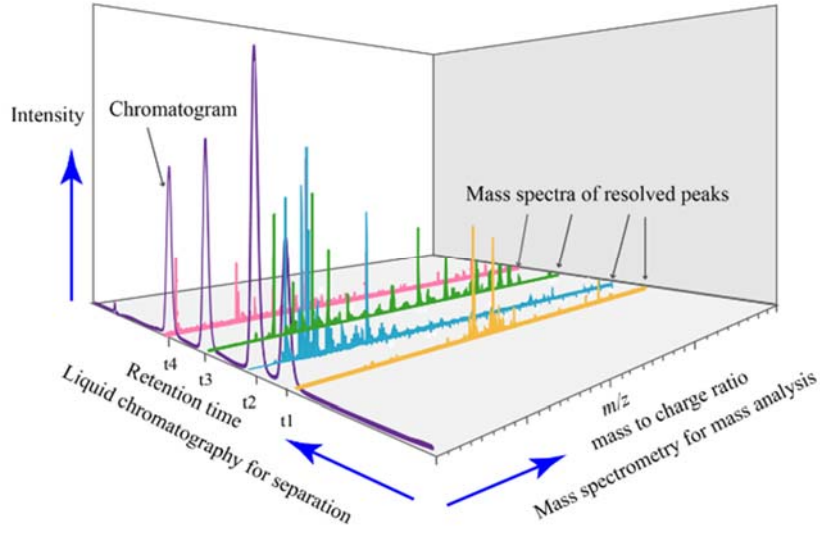 Intensity
Chromatogram
Mass spectra of resolved peaks
t4
t3
t2
t1
Retention time
Liquid chromatography for separation
m/z
mass to charge ratio
Mass spectrometry for mass analysis